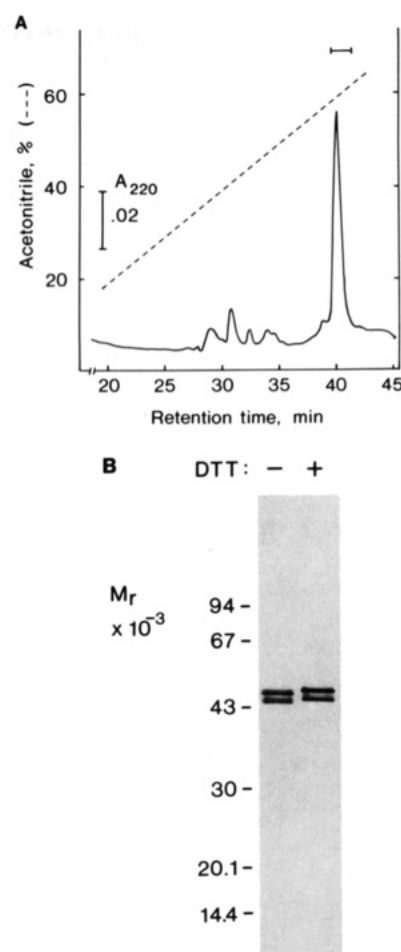 A
Acetonitrile, % (---)
60
40
20
A220
.02
20 25 30 35 40 45
Retention time, min
B
DTT: − +
Mr
x 10-3
94 -
67 -
43 -
30 -
20.1 -
14.4 -